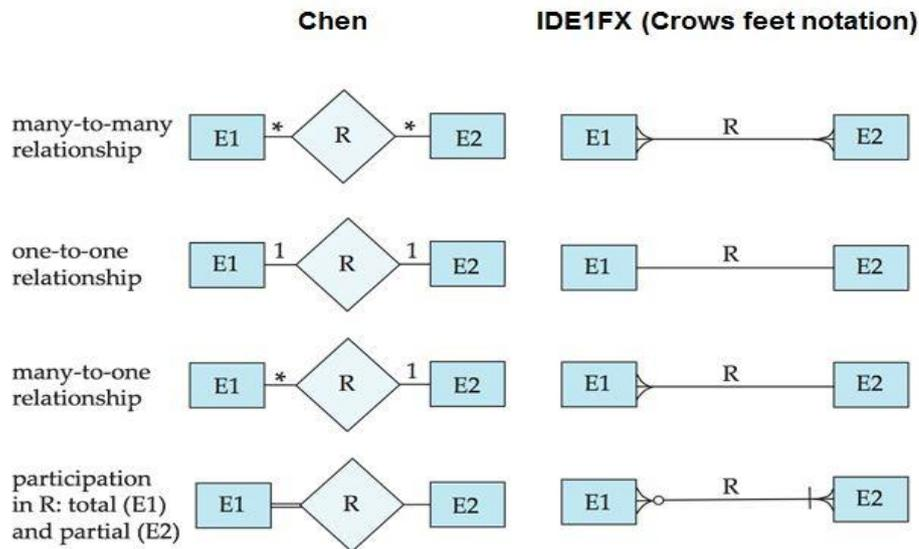 Chen IDE1FX (Crows feet notation)
many-to-many
relationship
E1 * R * E2
E1 R E2
one-to-one
relationship
E1 1 R 1 E2
E1 R E2
many-to-one
relationship
E1 * R 1 E2
E1 R E2
participation
in R: total (E1)
and partial (E2)
E1 R E2
E1 R E2